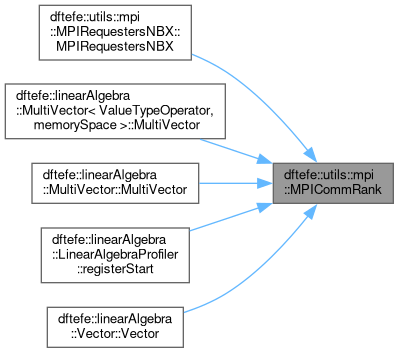 dftefe::utils::mpi
::MPIRequestersNBX::
MPIRequestersNBX
dftefe::linearAlgebra
::MultiVector< ValueTypeOperator,
memorySpace >::MultiVector
dftefe::linearAlgebra
::MultiVector::MultiVector
dftefe::linearAlgebra
::LinearAlgebraProfiler
::registerStart
dftefe::linearAlgebra
::Vector::Vector
dftefe::utils::mpi
::MPICommRank